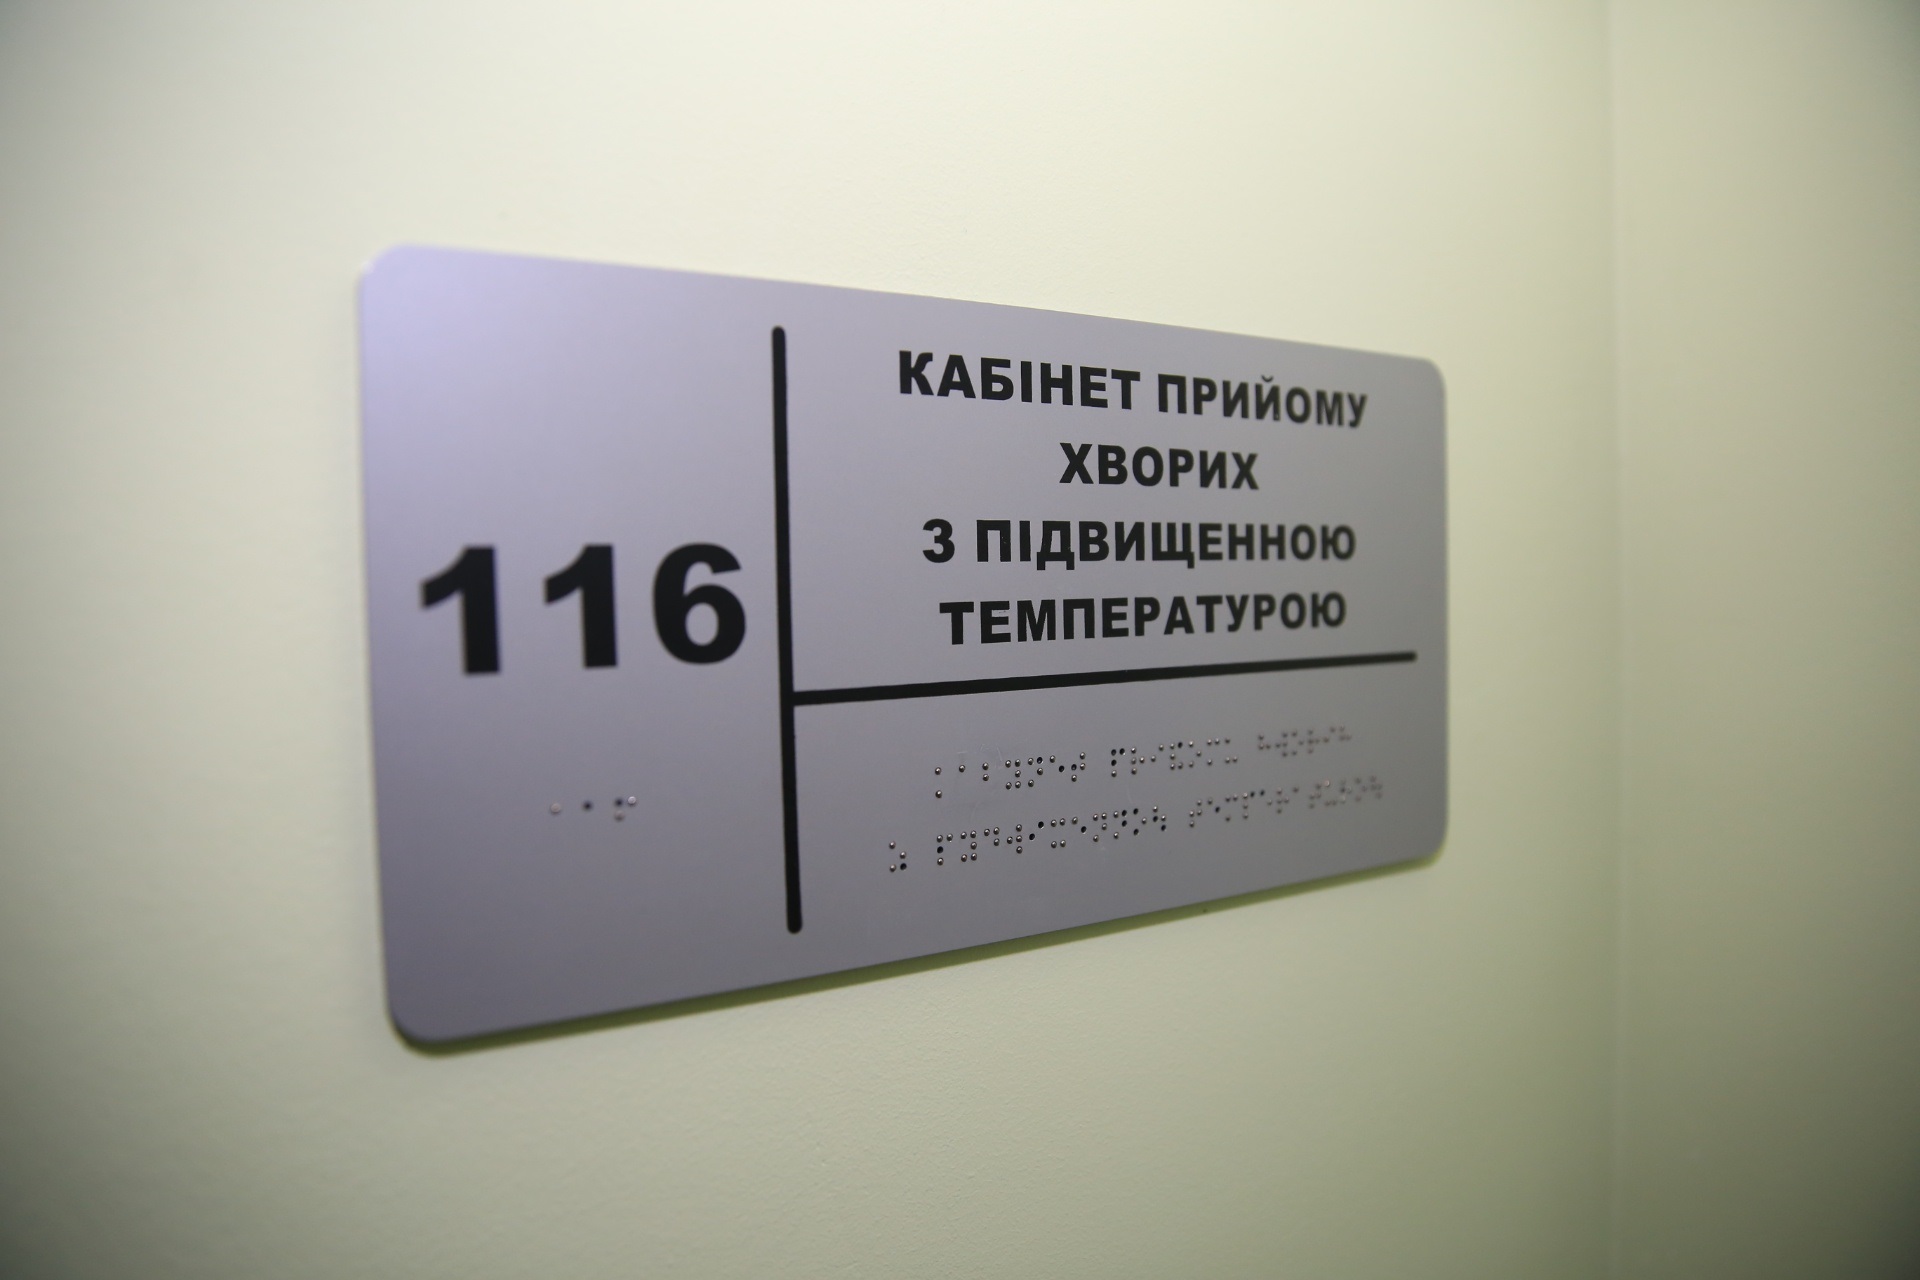 116
КАБІНЕТ ПРИЙОМУ
ХВОРИХ
З ПІДВИЩЕННОЮ
ТЕМПЕРАТУРОЮ